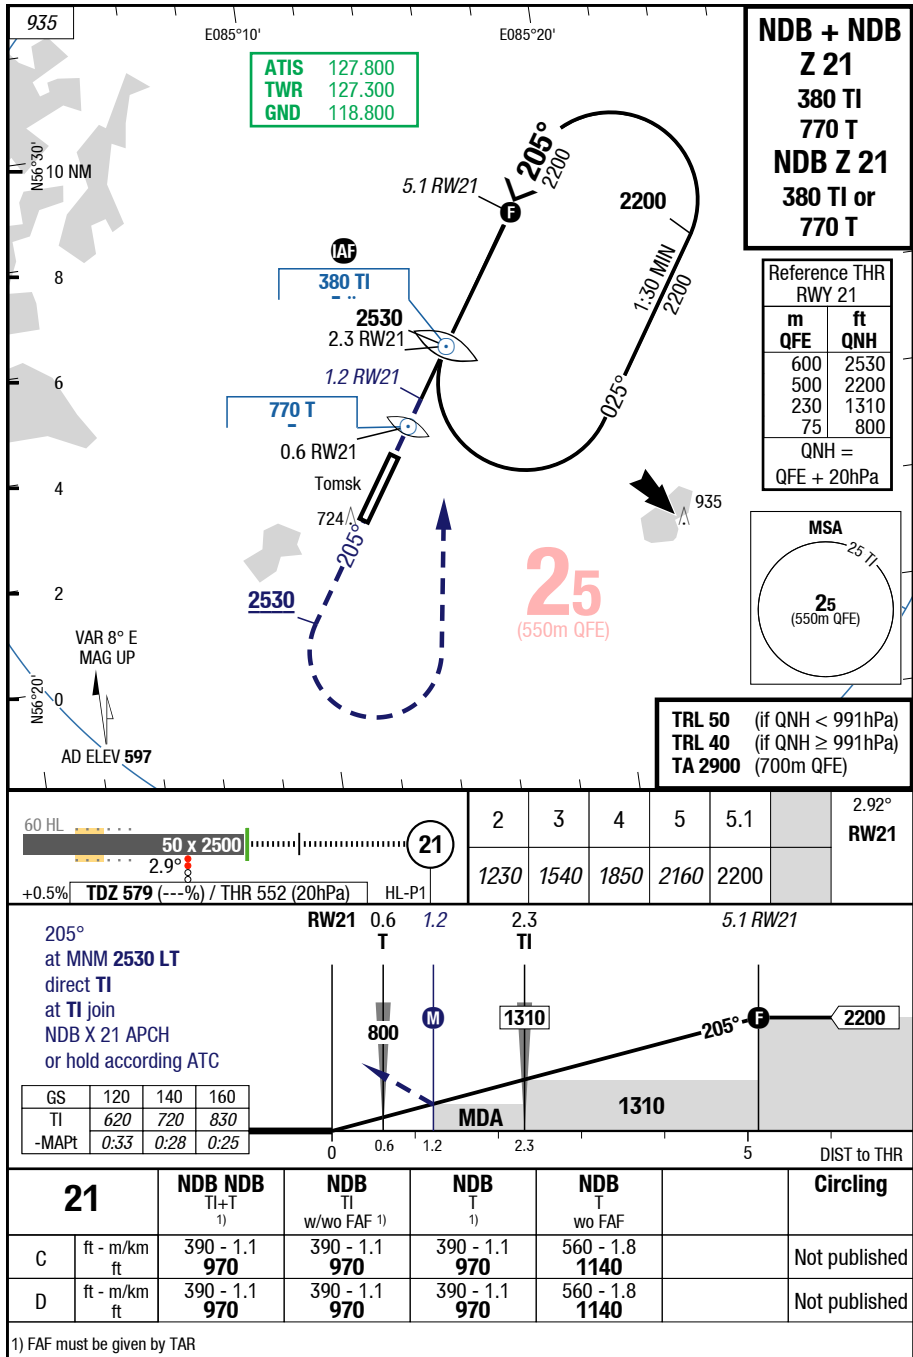 935
E085°10'
E085°20'
NDB + NDB
Z 21
380 TI
770 T
NDB Z 21
380 TI or
770 T
ATIS 127.800
TWR 127.300
GND 118.800
N56°30'
10 NM
8
6
4
2
0
N56°20'
5.1 RW21
F
205°
2200
2200
1:30 MIN
2200
025°
IAF
380 TI
2530
2.3 RW21
1.2 RW21
770 T
0.6 RW21
Tomsk
724
205°
2530
935
25
(550m QFE)
Reference THR
RWY 21
m ft
QFE QNH
600 2530
500 2200
230 1310
75 800
QNH =
QFE + 20hPa
MSA
25 TI
25
(550m QFE)
VAR 8° E
MAG UP
AD ELEV 597
TRL 50 (if QNH < 991hPa)
TRL 40 (if QNH ≥ 991hPa)
TA 2900 (700m QFE)
60 HL
50 x 2500
21
2.9°
+0.5% TDZ 579 (---%) / THR 552 (20hPa) HL-P1
2 3 4 5 5.1 2.92°
RW21
1230 1540 1850 2160 2200
205°
at MNM 2530 LT
direct TI
at TI join
NDB X 21 APCH
or hold according ATC
RW21 0.6 1.2 2.3 5.1 RW21
T TI
800 M 1310 205° F 2200
MDA 1310
0 0.6 1.2 2.3 5 DIST to THR
GS 120 140 160
TI 620 720 830
-MAPt 0:33 0:28 0:25
21 NDB NDB NDB NDB NDB Circling
TI+T TI T T
1) w/wo FAF 1) 1) wo FAF
C ft - m/km 390 - 1.1 390 - 1.1 390 - 1.1 560 - 1.8 Not published
ft 970 970 970 1140
D ft - m/km 390 - 1.1 390 - 1.1 390 - 1.1 560 - 1.8 Not published
ft 970 970 970 1140
1) FAF must be given by TAR